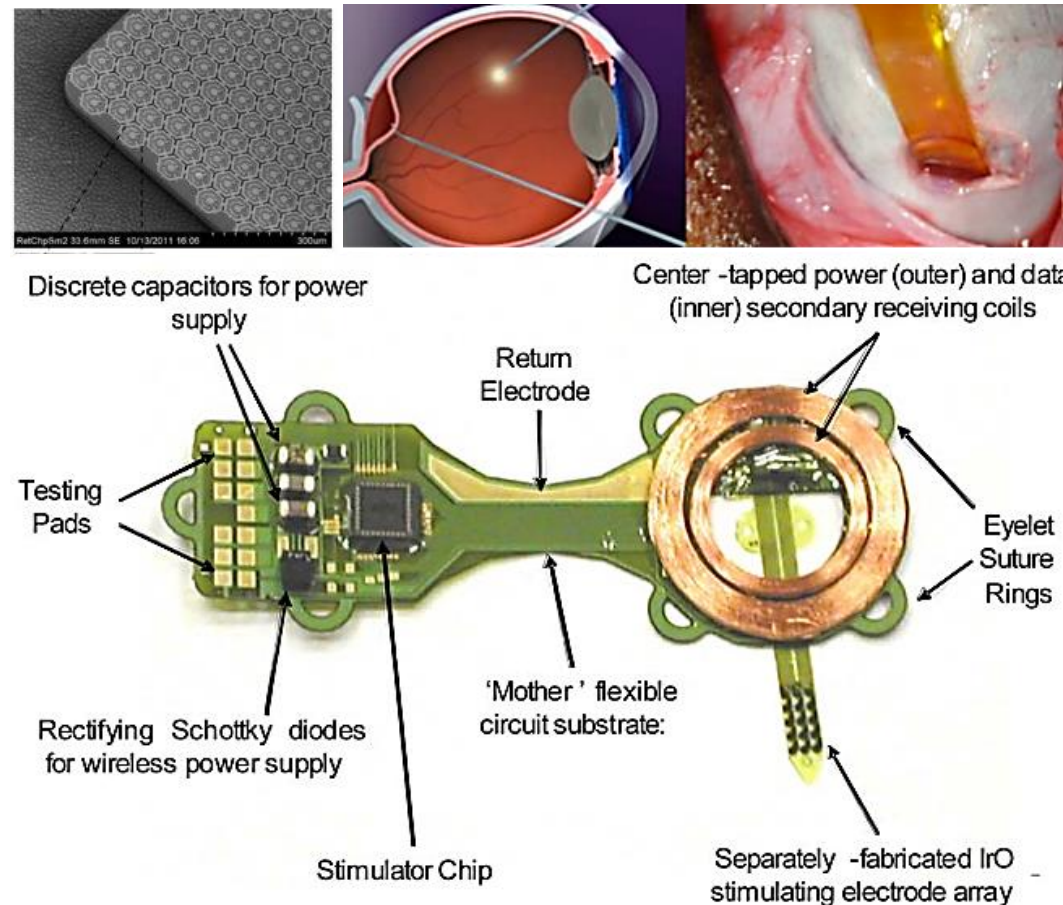 RetChpSm2 33.6mm SE 10/13/2011 16:06
300um
Discrete capacitors for power
supply
Center -tapped power (outer) and data
(inner) secondary receiving coils
Return
Electrode
Testing
Pads
Eyelet
Suture
Rings
'Mother ' flexible
circuit substrate:
Rectifying Schottky diodes
for wireless power supply
Stimulator Chip
Separately -fabricated IrO
stimulating electrode array